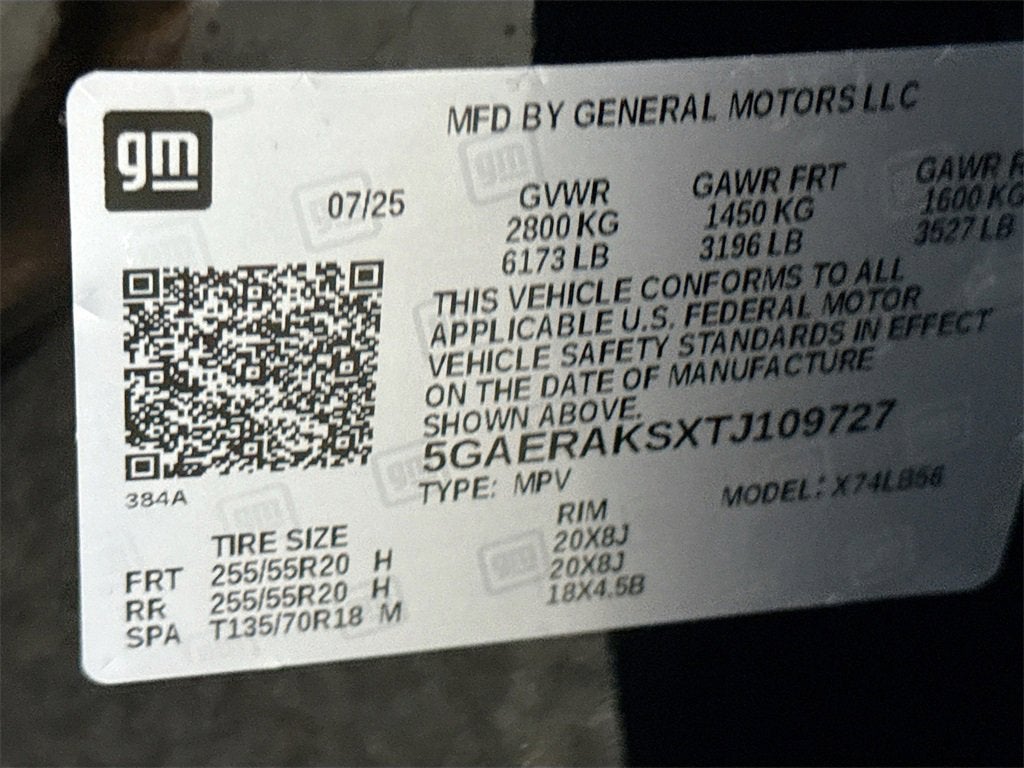 gm
MFD BY GENERAL MOTORS LLC
07/25 GVWR GAWR FRT GAWR R
2800 KG 1450 KG 1600 KG
6173 LB 3196 LB 3527 LB
THIS VEHICLE CONFORMS TO ALL
APPLICABLE U.S. FEDERAL MOTOR
VEHICLE SAFETY STANDARDS IN EFFECT
ON THE DATE OF MANUFACTURE
SHOWN ABOVE.
5GAERAKSXTJ109727
384A
TYPE: MPV MODEL: X74LB56
TIRE SIZE RIM
FRT 255/55R20 H 20X8J
RR 255/55R20 H 20X8J
SPA T135/70R18 M 18X4.5B